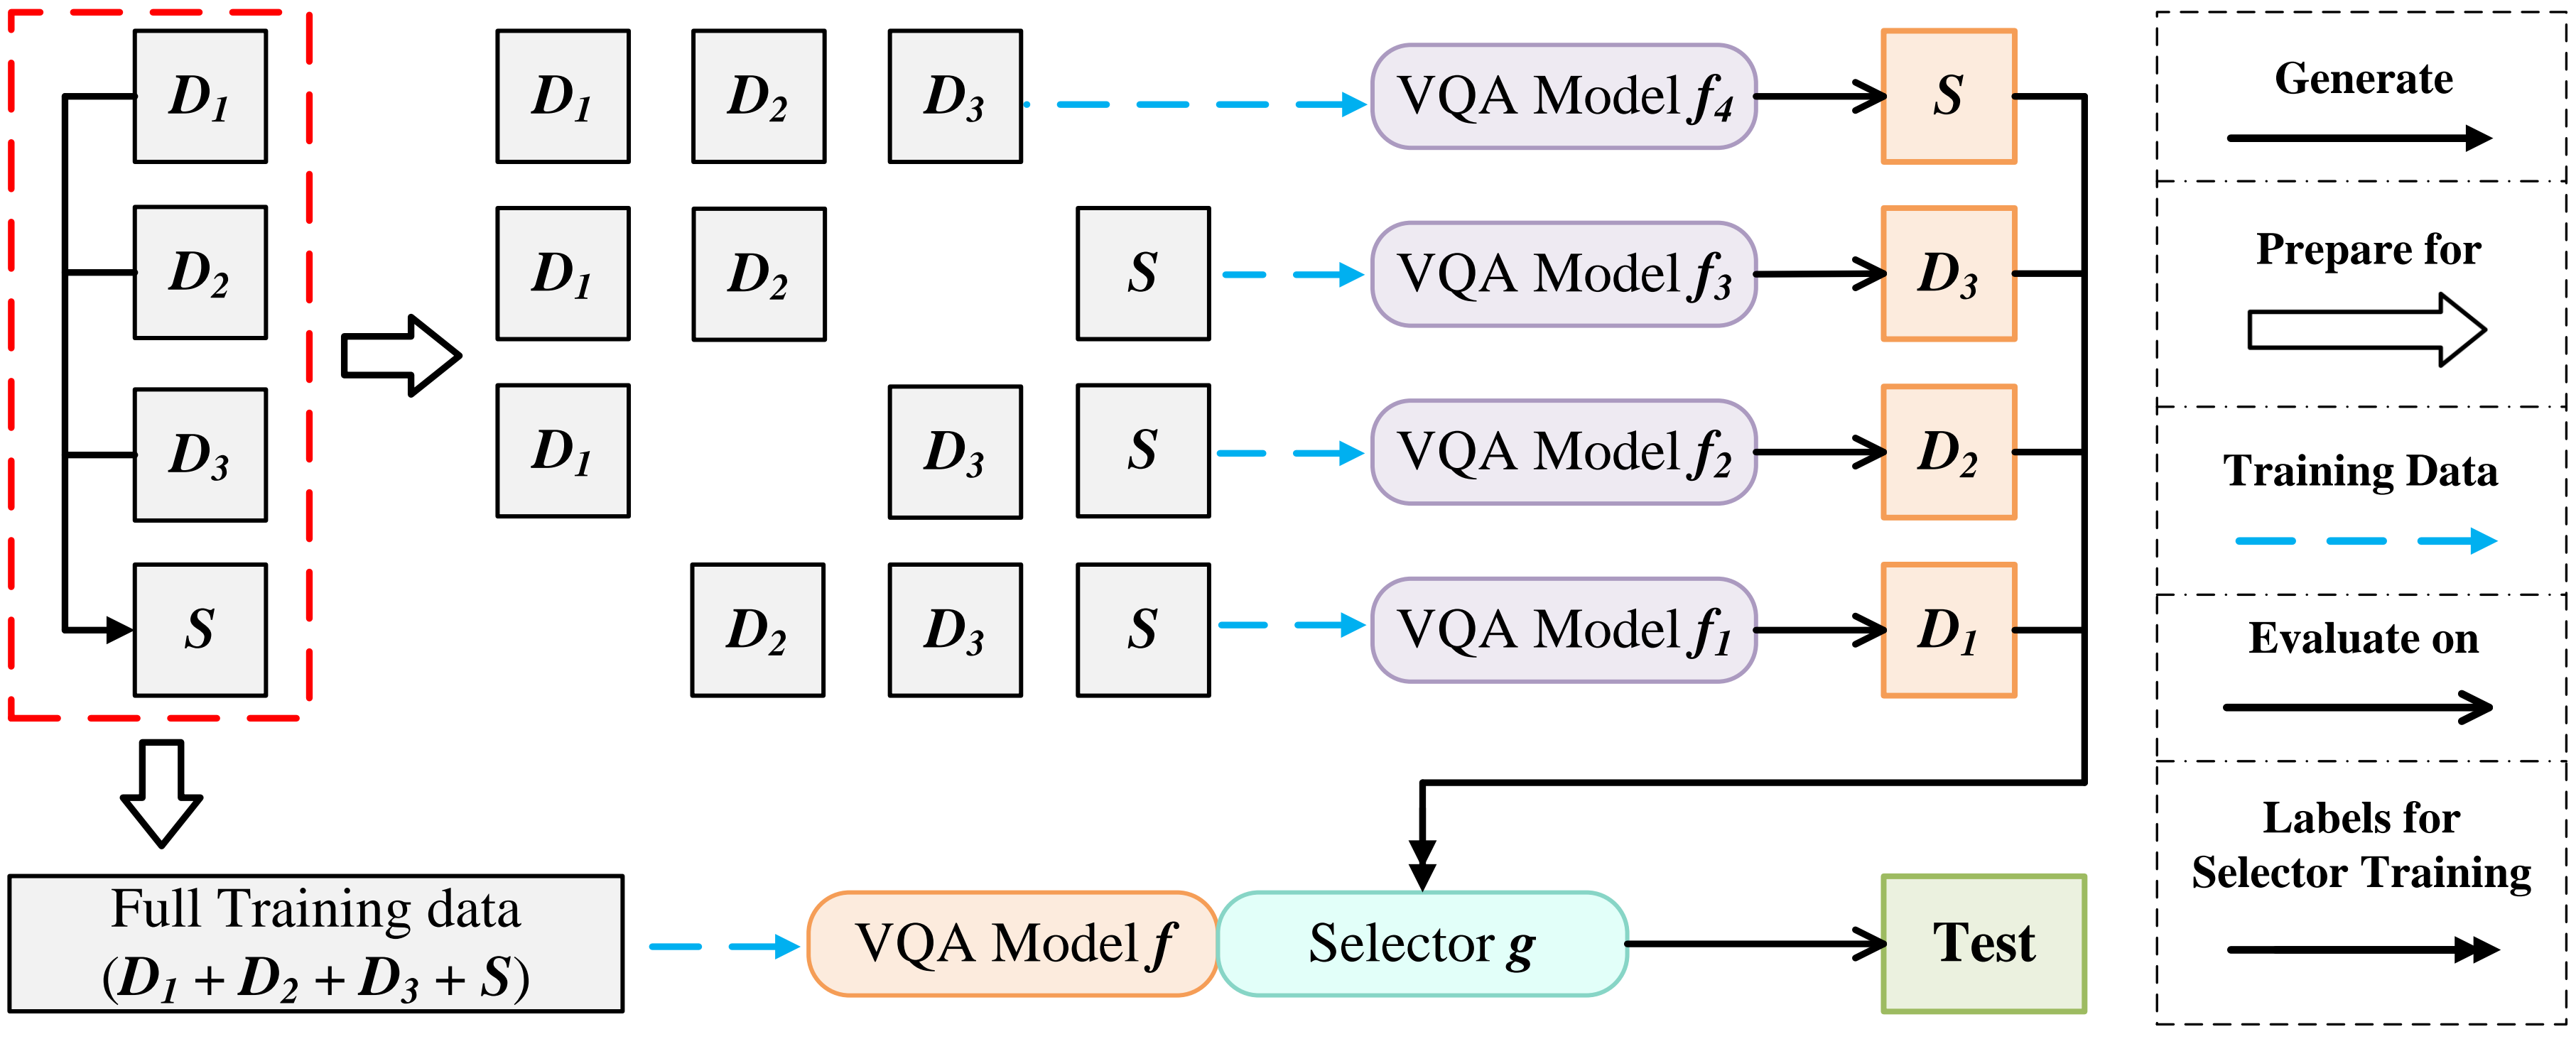 D1
D2
D3
S
D1 D2 D3 VQA Model f4 S
D1 D2 S VQA Model f3 D3
D1 D3 S VQA Model f2 D2
D2 D3 S VQA Model f1 D1
Full Training data
(D1 + D2 + D3 + S)
VQA Model f
Selector g
Test
Generate
Prepare for
Training Data
Evaluate on
Labels for
Selector Training